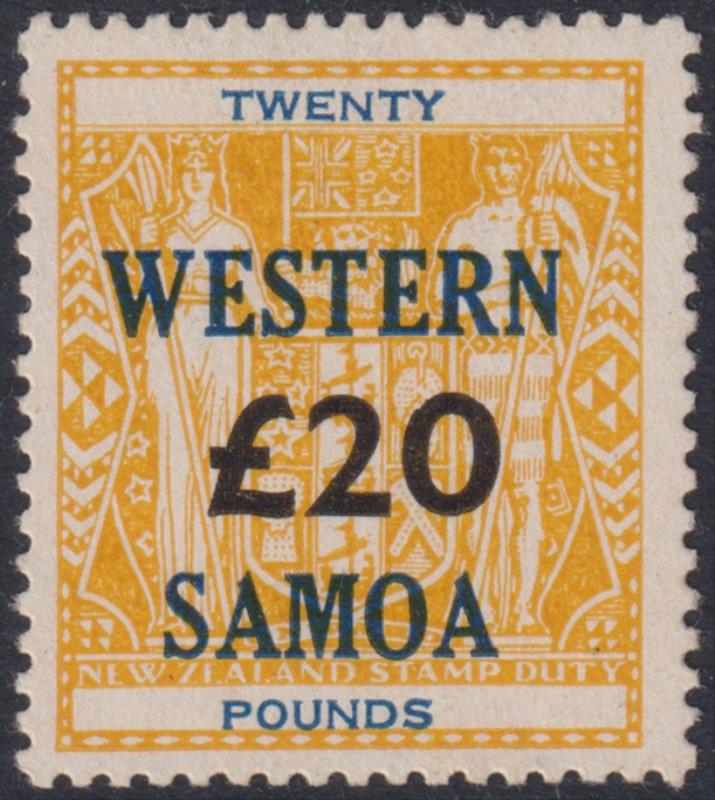 TWENTY
WESTERN
£20
SAMOA
NEW ZEALAND STAMP DUTY
POUNDS